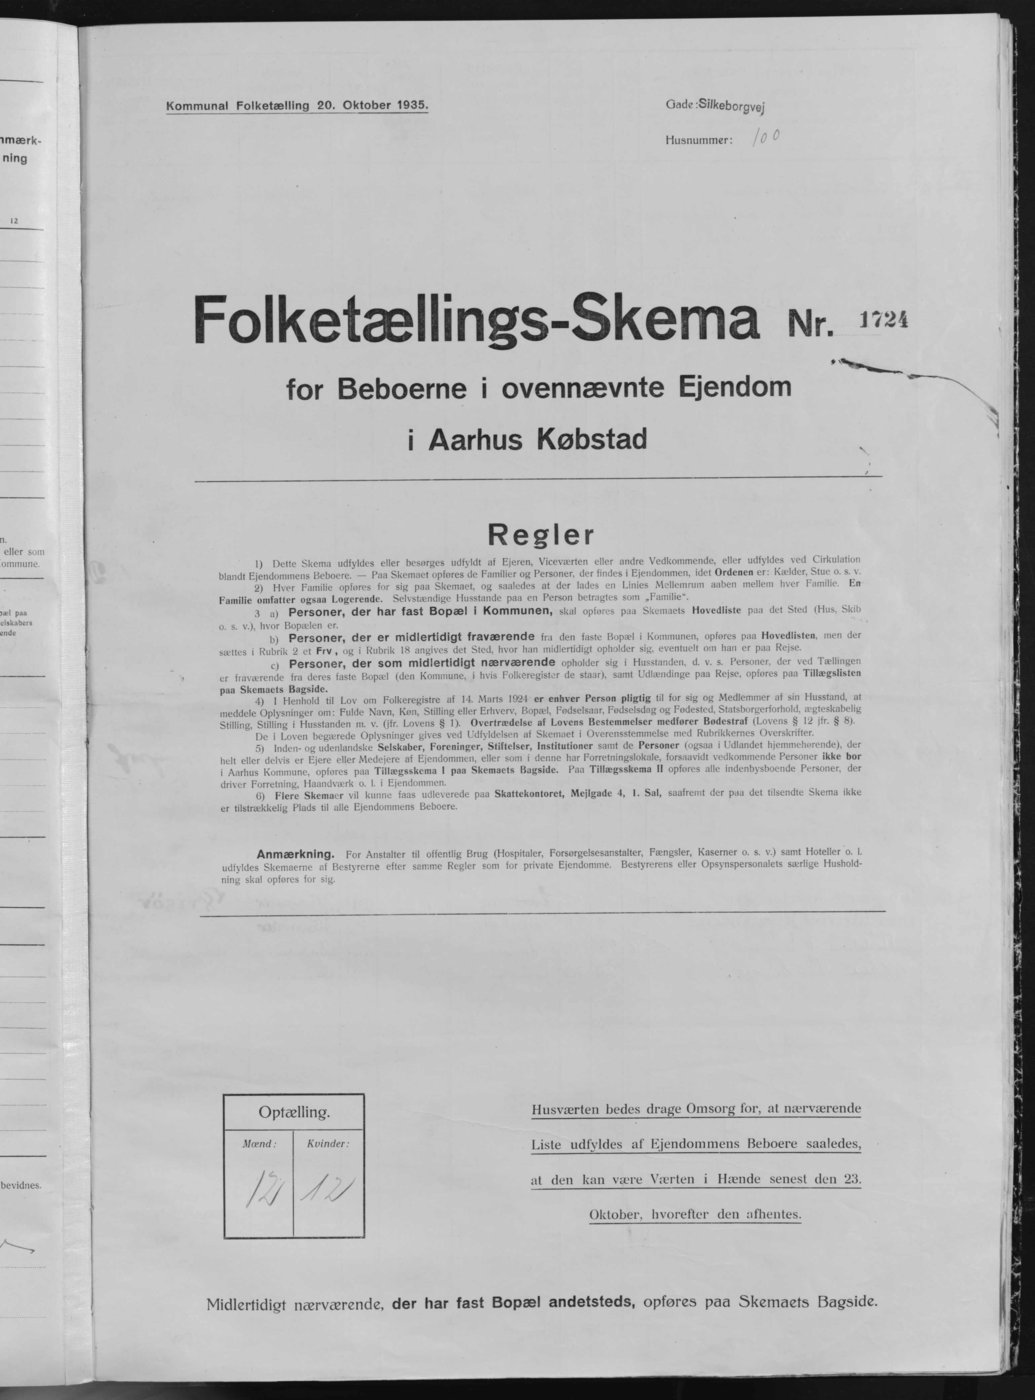 nmærk-
ning
12
n.
eller som
ommune.
pæl paa
elskabers
ende
bevidnes.
Kommunal Folketælling 20. Oktober 1935.
Gade: Silkeborgvej
Husnummer: 100
Folketællings-Skema Nr. 1724
for Beboerne i ovennævnte Ejendom
i Aarhus Købstad
Regler
1) Dette Skema udfyldes eller besørges udfyldt af Ejeren, Viceværten eller andre Vedkommende, eller udfyldes ved Cirkulation
blandt Ejendommens Beboere. — Paa Skemaet opføres de Familier og Personer, der findes i Ejendommen, idet Ordenen er: Kælder, Stue o. s. v.
2) Hver Familie opføres for sig paa Skemaet, og saaledes at der lades en Linies Mellemrum aaben mellem hver Familie. En
Familie omfatter ogsaa Logerende. Selvstændige Husstande paa en Person betragtes som „Familie“.
3 a) Personer, der har fast Bopæl i Kommunen, skal opføres paa Skemaets Hovedliste paa det Sted (Hus, Skib
o. s. v.), hvor Bopælen er.
b) Personer, der er midlertidigt fraværende fra den faste Bopæl i Kommunen, opføres paa Hovedlisten, men der
sættes i Rubrik 2 et Frv, og i Rubrik 18 angives det Sted, hvor han midlertidigt opholder sig, eventuelt om han er paa Rejse.
c) Personer, der som midlertidigt nærværende opholder sig i Husstanden, d. v. s. Personer, der ved Tællingen
er fraværende fra deres faste Bopæl (den Kommune, i hvis Folkeregister de staar), samt Udlændinge paa Rejse, opføres paa Tillægslisten
paa Skemaets Bagside.
4) I Henhold til Lov om Folkeregistre af 14. Marts 1924 er enhver Person pligtig til for sig og Medlemmer af sin Husstand, at
meddele Oplysninger om: Fulde Navn, Køn, Stilling eller Erhverv, Bopæl, Fødselsaar, Fødselsdag og Fødested, Statsborgerforhold, ægteskabelig
Stilling, Stilling i Husstanden m. v. (jfr. Lovens § 1). Overtrædelse af Lovens Bestemmelser medfører Bødestraf (Lovens § 12 jfr. § 8).
De i Loven begærede Oplysninger gives ved Udfyldelsen af Skemaet i Overensstemmelse med Rubrikkernes Overskrifter.
5) Inden- og udenlandske Selskaber, Foreninger, Stiftelser, Institutioner samt de Personer (ogsaa i Udlandet hjemmehørende), der
helt eller delvis er Ejere eller Medejere af Ejendommen, eller som i denne har Forretningslokale, forsaavidt vedkommende Personer ikke bor
i Aarhus Kommune, opføres paa Tillægsskema I paa Skemaets Bagside. Paa Tillægsskema II opføres alle indenbysboende Personer, der
driver Forretning, Haandværk o. l. i Ejendommen.
6) Flere Skemaer vil kunne faas udleverede paa Skattekontoret, Mejlgade 4, 1. Sal, saafremt der paa det tilsendte Skema ikke
er tilstrækkelig Plads til alle Ejendommens Beboere.
Anmærkning. For Anstalter til offentlig Brug (Hospitaler, Forsørgelsesanstalter, Fængsler, Kaserner o. s. v.) samt Hoteller o. l.
udfyldes Skemaerne af Bestyrerne efter samme Regler som for private Ejendomme. Bestyrerens eller Opsynspersonalets særlige Hushold-
ning skal opføres for sig.
Optælling.
Mænd: Kvinder:
12 12
Husværten bedes drage Omsorg for, at nærværende
Liste udfyldes af Ejendommens Beboere saaledes,
at den kan være Værten i Hænde senest den 23.
Oktober, hvorefter den afhentes.
Midlertidigt nærværende, der har fast Bopæl andetsteds, opføres paa Skemaets Bagside.